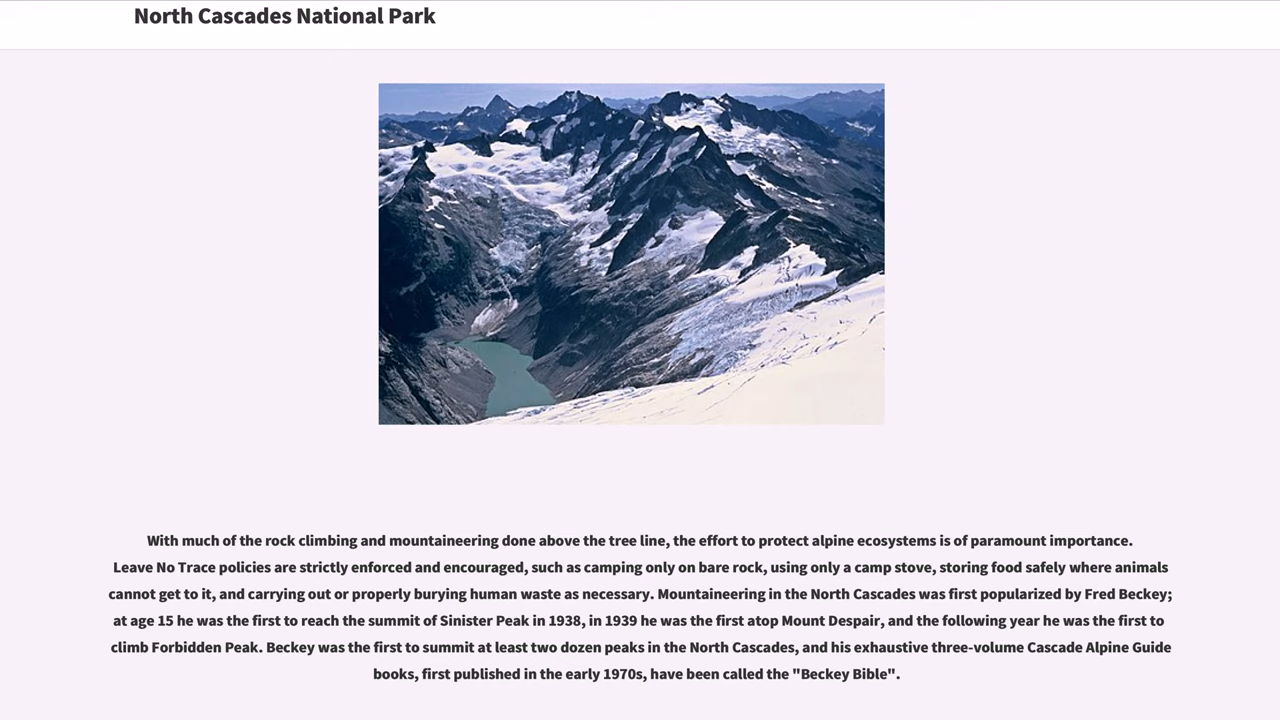 North Cascades National Park
With much of the rock climbing and mountaineering done above the tree line, the effort to protect alpine ecosystems is of paramount importance.
Leave No Trace policies are strictly enforced and encouraged, such as camping only on bare rock, using only a camp stove, storing food safely where animals
cannot get to it, and carrying out or properly burying human waste as necessary. Mountaineering in the North Cascades was first popularized by Fred Beckey;
at age 15 he was the first to reach the summit of Sinister Peak in 1938, in 1939 he was the first atop Mount Despair, and the following year he was the first to
climb Forbidden Peak. Beckey was the first to summit at least two dozen peaks in the North Cascades, and his exhaustive three-volume Cascade Alpine Guide
books, first published in the early 1970s, have been called the "Beckey Bible".